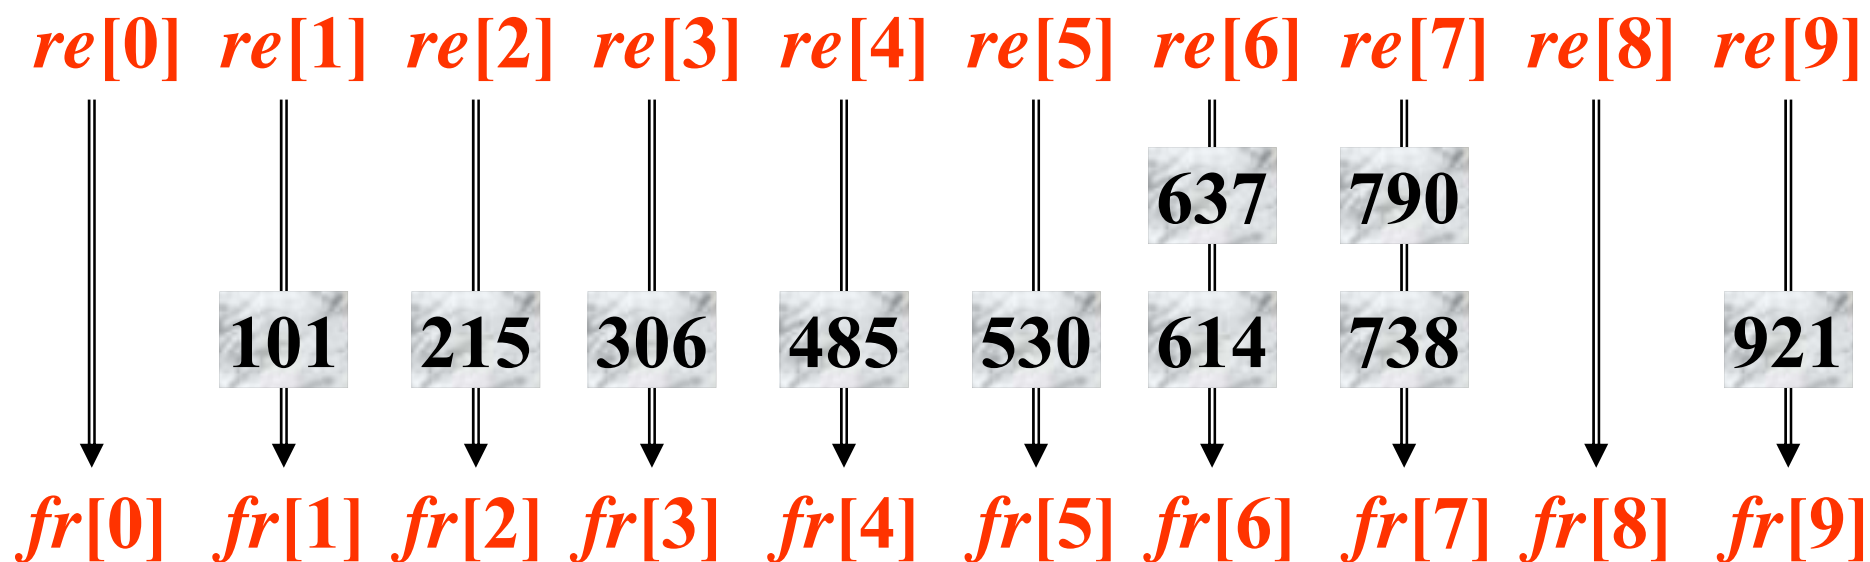 re[0] re[1] re[2] re[3] re[4] re[5] re[6] re[7] re[8] re[9]
637 790
101 215 306 485 530 614 738 921
fr[0] fr[1] fr[2] fr[3] fr[4] fr[5] fr[6] fr[7] fr[8] fr[9]